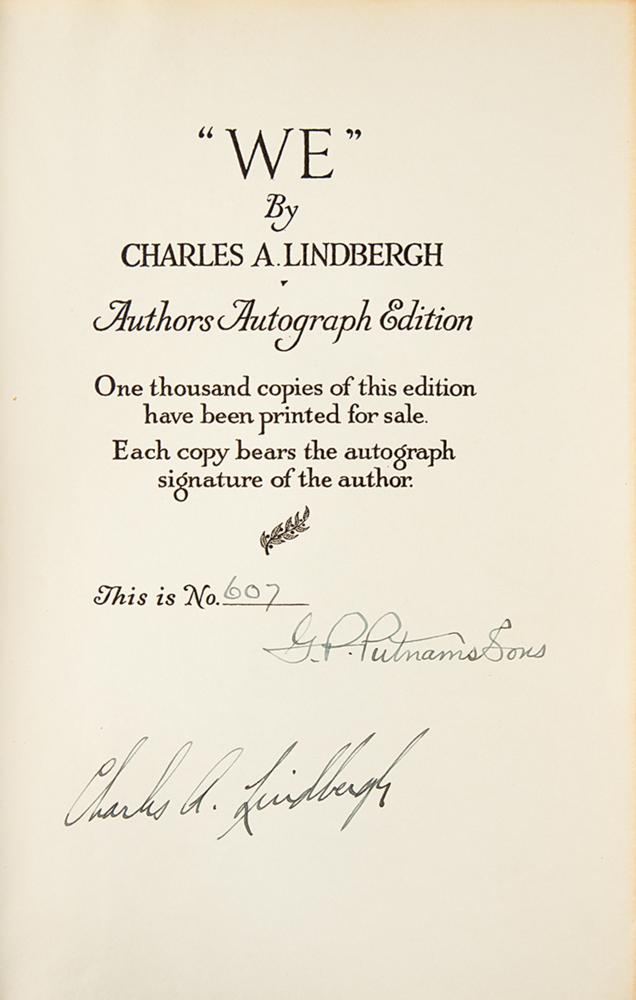 “WE”
By
CHARLES A. LINDBERGH
Authors Autograph Edition
One thousand copies of this edition
have been printed for sale.
Each copy bears the autograph
signature of the author.
This is No. 607
G. P. Putnams Sons
Charles A. Lindbergh